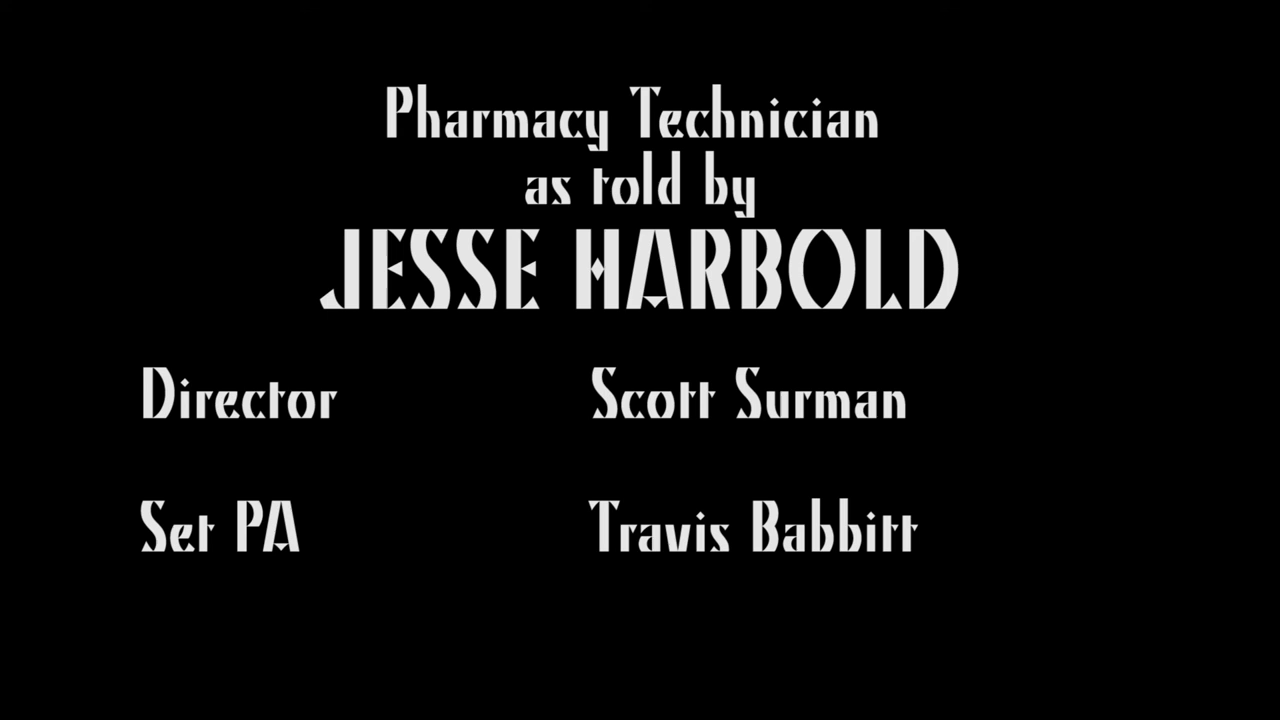 Pharmacy Technician
as told by
JESSE HARBOLD
Director Scott Surman
Set PA Travis Babbitt